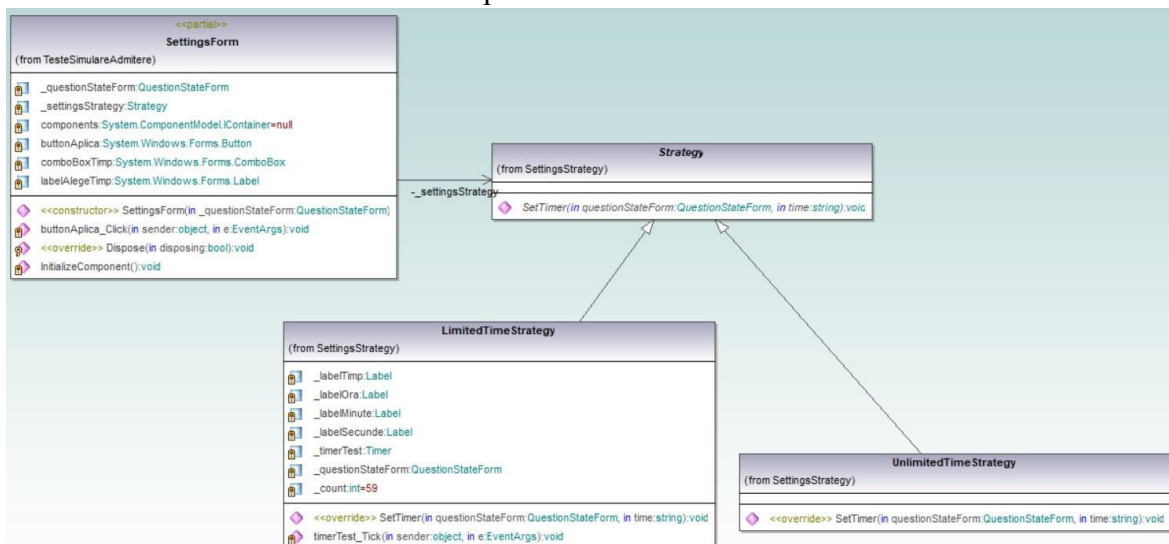 <<partial>>
SettingsForm
(from TesteSimulareAdmitere)
_questionStateForm:QuestionStateForm
_settingsStrategy:Strategy
components:System.ComponentModel.IContainer=null
buttonAplica:System.Windows.Forms.Button
comboBoxTimp:System.Windows.Forms.ComboBox
labelAlegeTimp:System.Windows.Forms.Label
<<constructor>> SettingsForm(in _questionStateForm:QuestionStateForm)
buttonAplica_Click(in sender:object, in e:EventArgs):void
<<override>> Dispose(in disposing:bool):void
InitializeComponent():void
-_settingsStrategy
Strategy
(from SettingsStrategy)
SetTimer(in questionStateForm:QuestionStateForm, in time:string):void
LimitedTimeStrategy
(from SettingsStrategy)
_labelTimp:Label
_labelOra:Label
_labelMinute:Label
_labelSecunde:Label
_timerTest:Timer
_questionStateForm:QuestionStateForm
_count:int=59
<<override>> SetTimer(in questionStateForm:QuestionStateForm, in time:string):void
timerTest_Tick(in sender:object, in e:EventArgs):void
UnlimitedTimeStrategy
(from SettingsStrategy)
<<override>> SetTimer(in questionStateForm:QuestionStateForm, in time:string):void